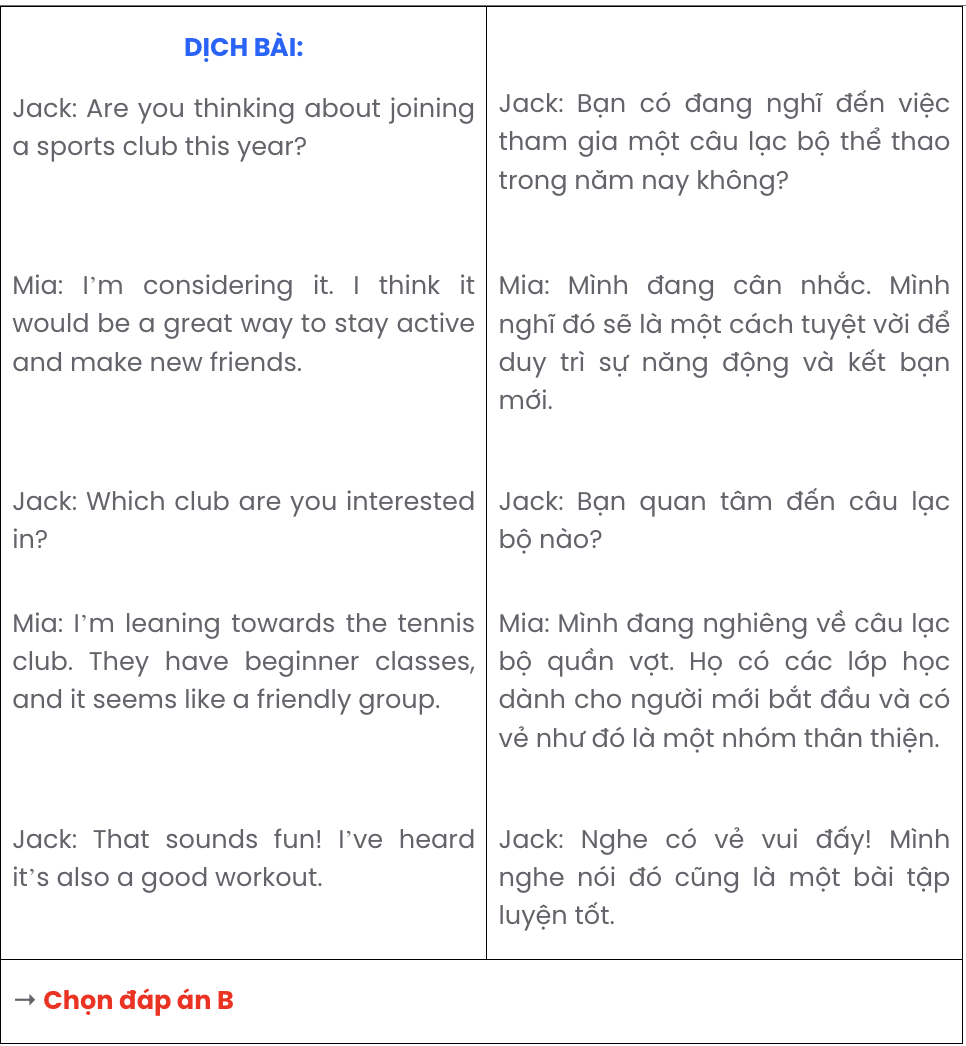 DỊCH BÀI:
Jack: Are you thinking about joining
a sports club this year?
Mia: I’m considering it. I think it
would be a great way to stay active
and make new friends.
Jack: Which club are you interested
in?
Mia: I’m leaning towards the tennis
club. They have beginner classes,
and it seems like a friendly group.
Jack: That sounds fun! I’ve heard
it’s also a good workout.
Jack: Bạn có đang nghĩ đến việc
tham gia một câu lạc bộ thể thao
trong năm nay không?
Mia: Mình đang cân nhắc. Mình
nghĩ đó sẽ là một cách tuyệt vời để
duy trì sự năng động và kết bạn
mới.
Jack: Bạn quan tâm đến câu lạc
bộ nào?
Mia: Mình đang nghiêng về câu lạc
bộ quần vợt. Họ có các lớp học
dành cho người mới bắt đầu và có
vẻ như đó là một nhóm thân thiện.
Jack: Nghe có vẻ vui đấy! Mình
nghe nói đó cũng là một bài tập
luyện tốt.
→ Chọn đáp án B